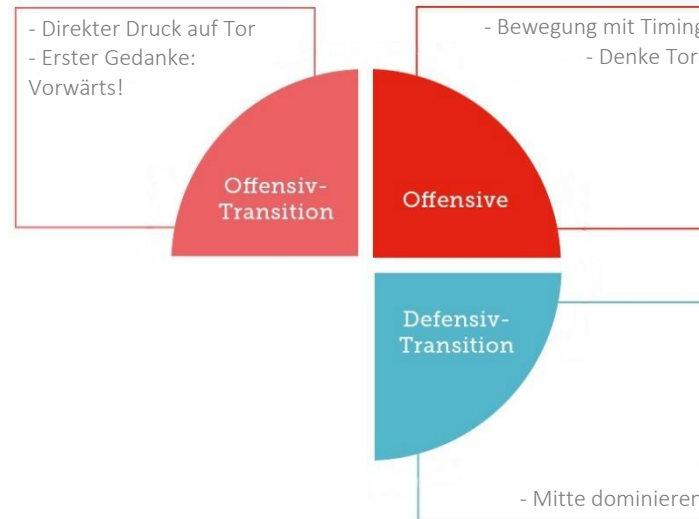 - Direkter Druck auf Tor
- Erster Gedanke:
Vorwärts!
- Bewegung mit Timing
- Denke Tor
Offensiv-
Transition
Offensive
Defensiv-
Transition
- Mitte dominieren